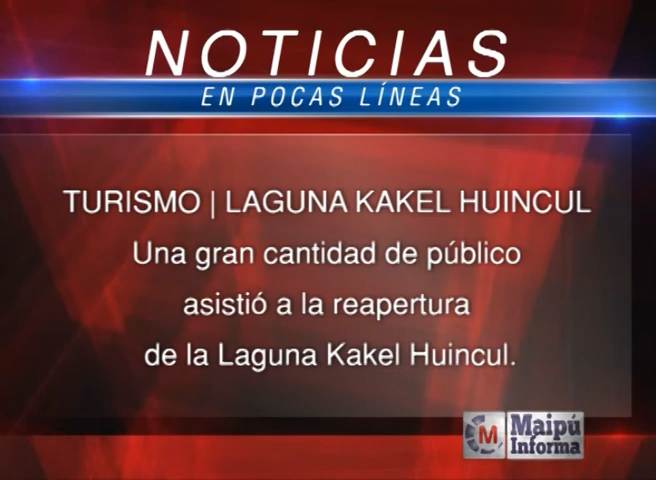 NOTICIAS
EN POCAS LÍNEAS
TURISMO | LAGUNA KAKEL HUINCUL
Una gran cantidad de público
asistió a la reapertura
de la Laguna Kakel Huincul.
M
Maipú
Informa